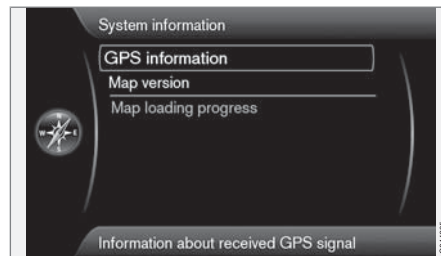 System information
GPS information
Map version
Map loading progress
N
W
E
S
Information about received GPS signal